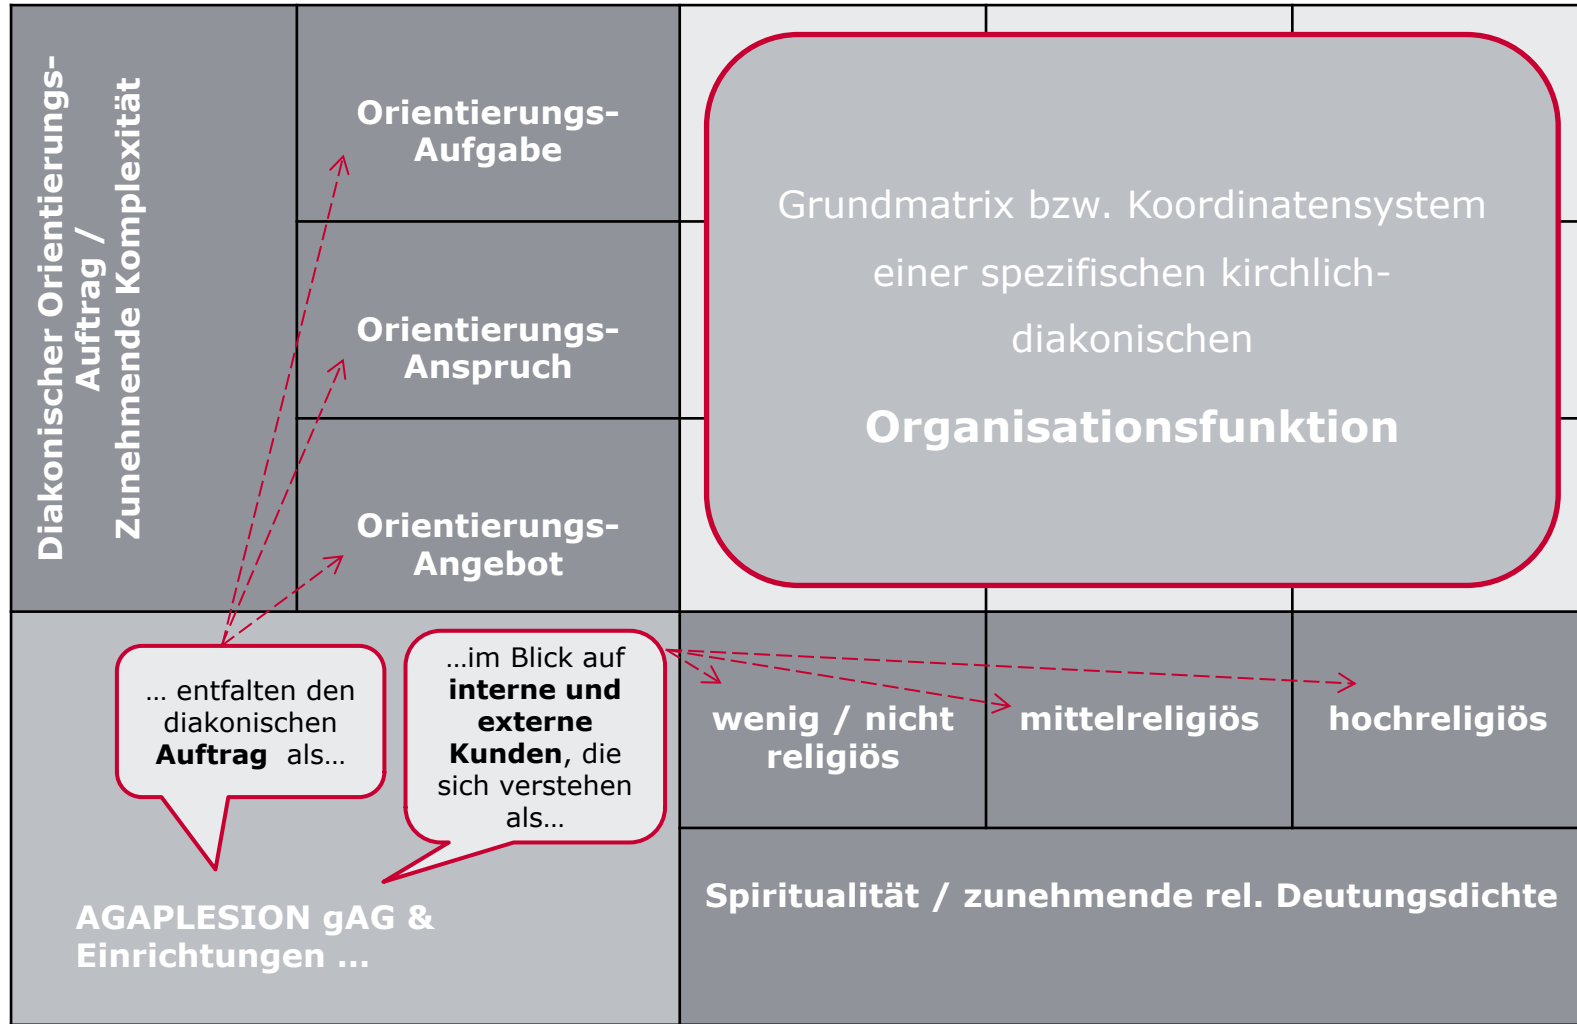 Diakonischer Orientierungs-
Auftrag /
Zunehmende Komplexität
Orientierungs-
Aufgabe
Orientierungs-
Anspruch
Orientierungs-
Angebot
Grundmatrix bzw. Koordinatensystem
einer spezifischen kirchlich-
diakonischen
Organisationsfunktion
… entfalten den
diakonischen
Auftrag als…
…im Blick auf
interne und
externe
Kunden, die
sich verstehen
als…
wenig / nicht
religiös
mittelreligiös
hochreligiös
Spiritualität / zunehmende rel. Deutungsdichte
AGAPLESION gAG &
Einrichtungen …